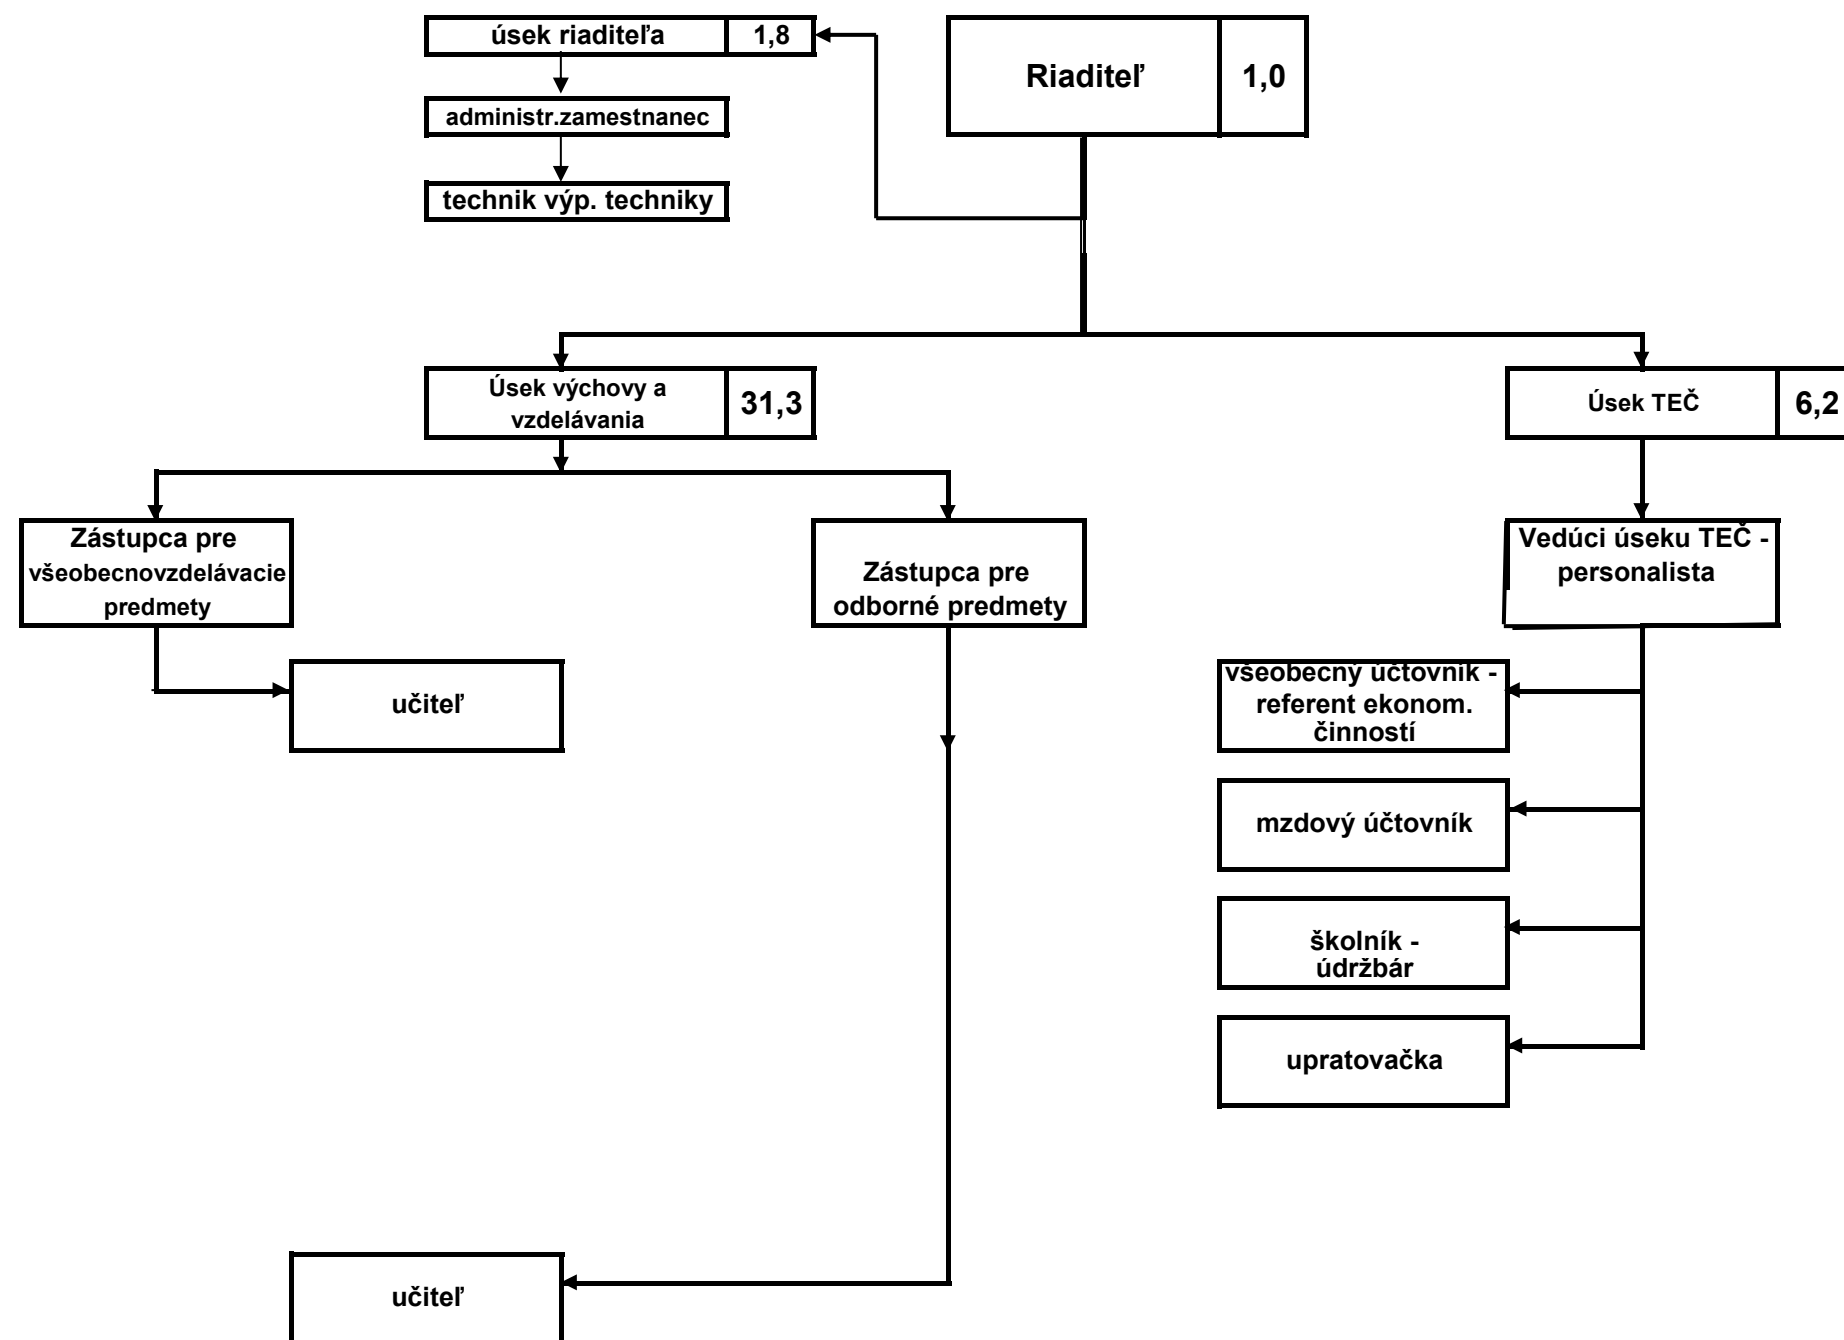 úsek riaditeľa 1,8
Riaditeľ 1,0
administr.zamestnanec
technik výp. techniky
Úsek výchovy a
vzdelávania
31,3
Úsek TEČ 6,2
Zástupca pre
všeobecnovzdelávacie
predmety
Zástupca pre
odborné predmety
Vedúci úseku TEČ -
personalista
učiteľ
všeobecný účtovník -
referent ekonom.
činností
mzdový účtovník
školník -
údržbár
upratovačka
učiteľ